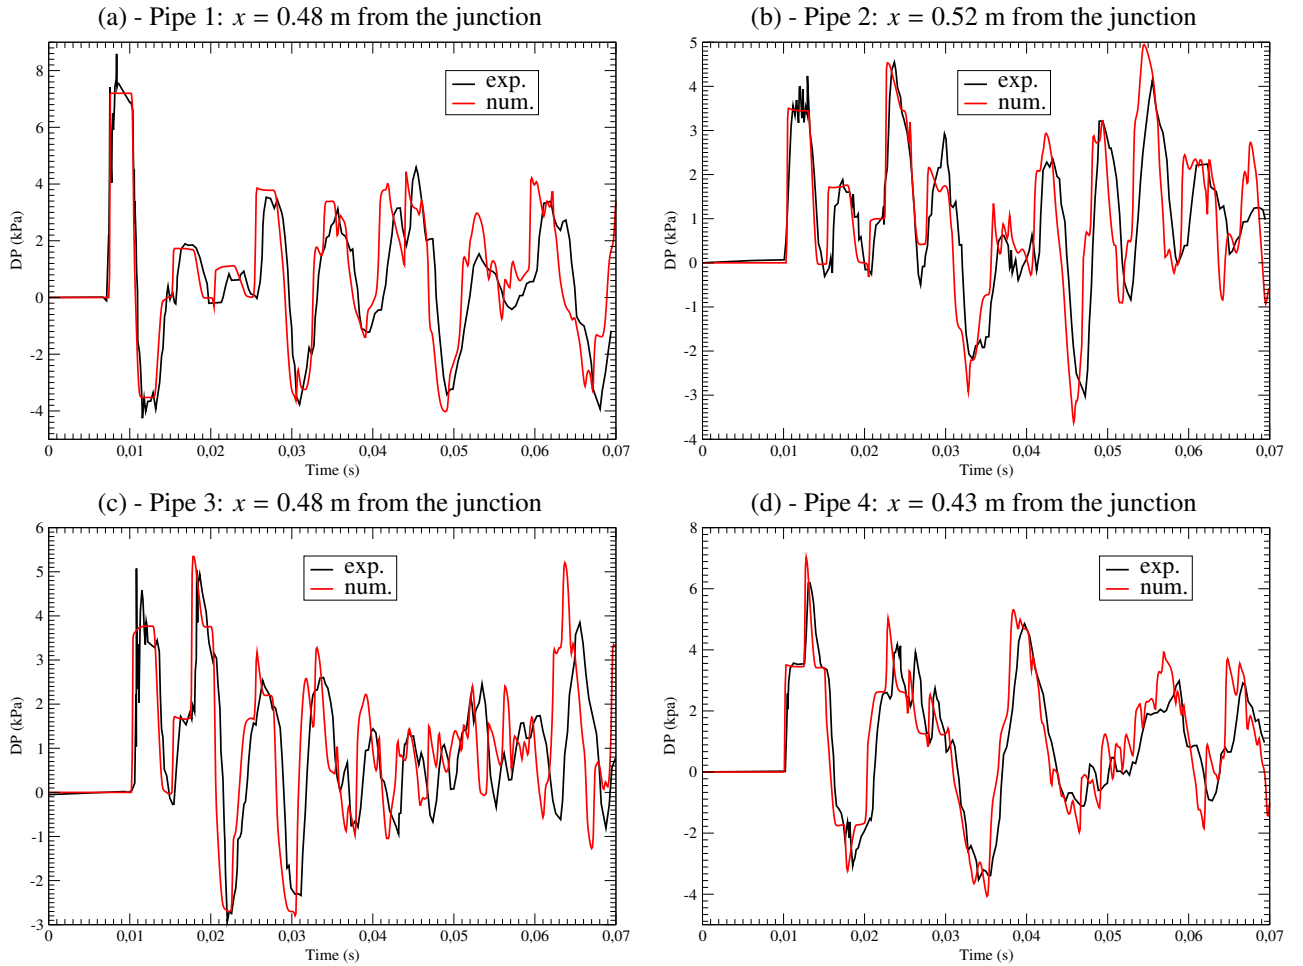 (a) - Pipe 1: x = 0.48 m from the junction
8
6
4
2
0
-2
-4
DP (kPa)
exp.
num.
0 0,01 0,02 0,03 0,04 0,05 0,06 0,07
Time (s)
(b) - Pipe 2: x = 0.52 m from the junction
5
4
3
2
1
0
-1
-2
-3
-4
DP (kPa)
exp.
num.
0 0,01 0,02 0,03 0,04 0,05 0,06 0,07
Time (s)
(c) - Pipe 3: x = 0.48 m from the junction
6
5
4
3
2
1
0
-1
-2
-3
DP (kPa)
exp.
num.
0 0,01 0,02 0,03 0,04 0,05 0,06 0,07
Time (s)
(d) - Pipe 4: x = 0.43 m from the junction
8
6
4
2
0
-2
-4
DP (kpa)
exp.
num.
0 0,01 0,02 0,03 0,04 0,05 0,06 0,07
Time (s)